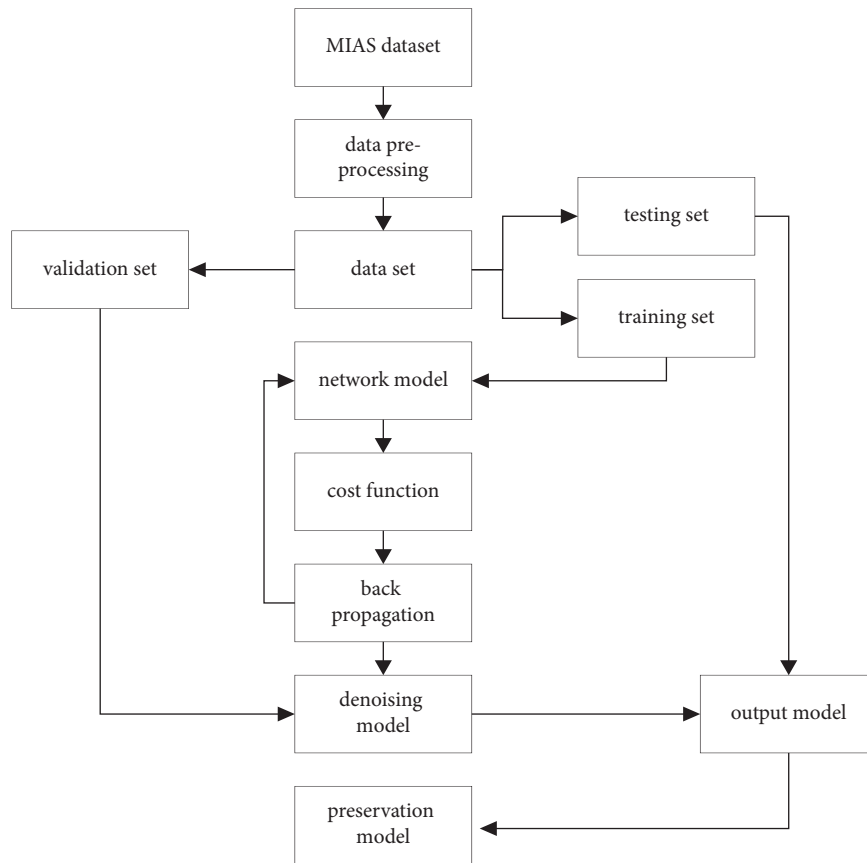 MIAS dataset
data pre-
processing
testing set
validation set
data set
training set
network model
cost function
back
propagation
denoising
model
output model
preservation
model